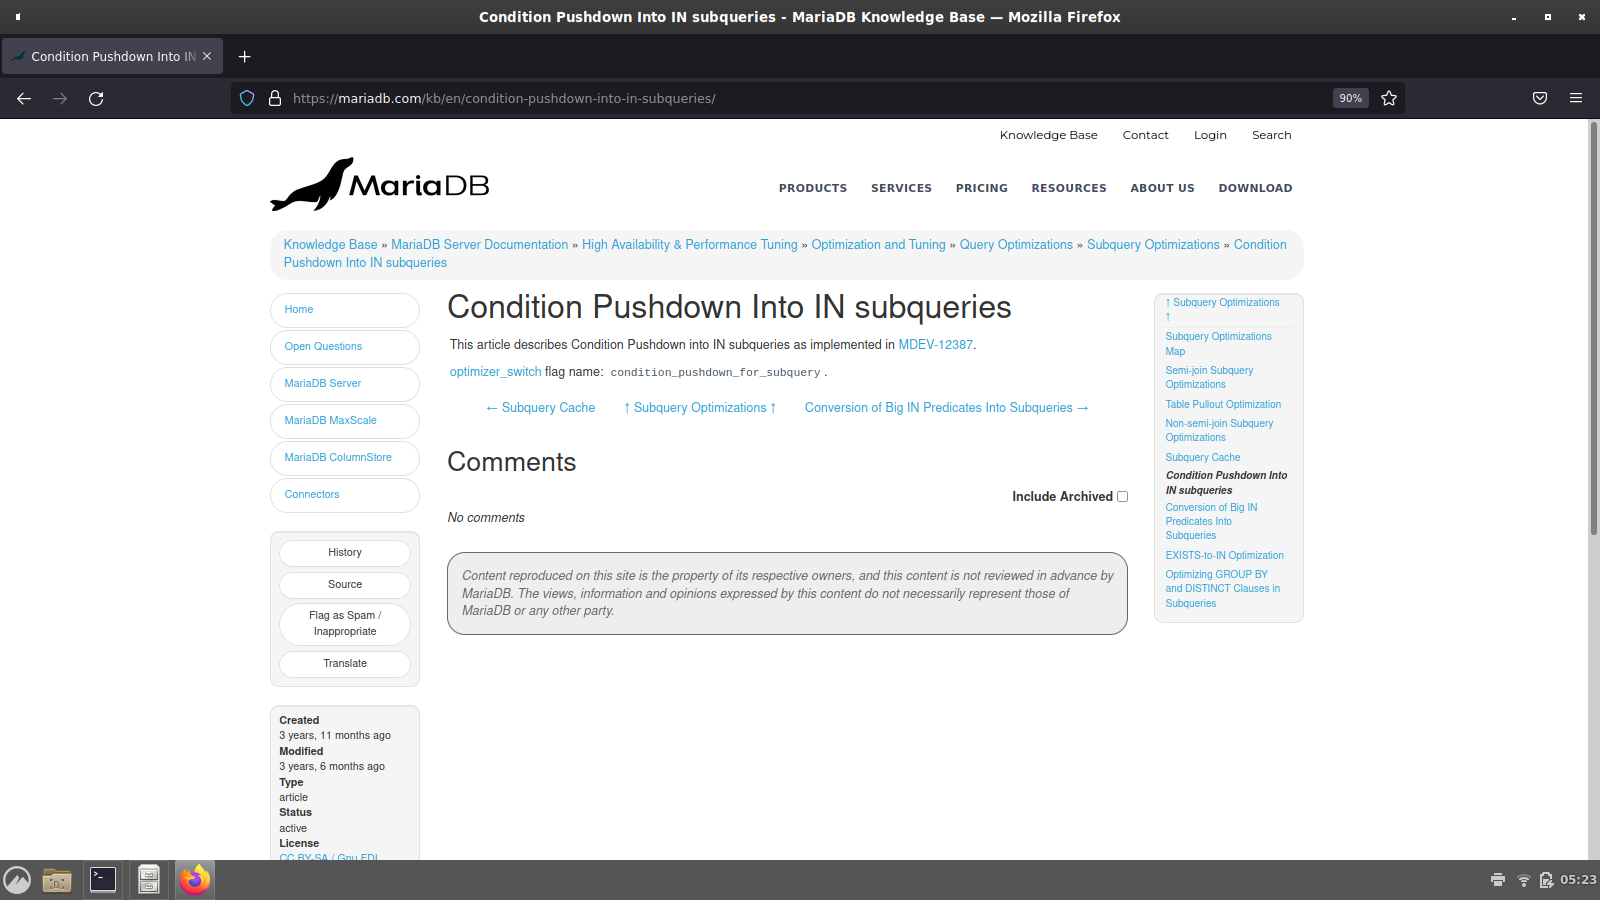 Condition Pushdown Into IN subqueries - MariaDB Knowledge Base — Mozilla Firefox
Condition Pushdown Into IN
https://mariadb.com/kb/en/condition-pushdown-into-in-subqueries/
90%
Knowledge Base
Contact
Login
Search
MariaDB
PRODUCTS
SERVICES
PRICING
RESOURCES
ABOUT US
DOWNLOAD
Knowledge Base » MariaDB Server Documentation » High Availability & Performance Tuning » Optimization and Tuning » Query Optimizations » Subquery Optimizations » Condition
Pushdown Into IN subqueries
Home
Open Questions
MariaDB Server
MariaDB MaxScale
MariaDB ColumnStore
Connectors
History
Source
Flag as Spam /
Inappropriate
Translate
Created
3 years, 11 months ago
Modified
3 years, 6 months ago
Type
article
Status
active
License
CC BY-SA / Gnu FDL
Condition Pushdown Into IN subqueries
This article describes Condition Pushdown into IN subqueries as implemented in MDEV-12387.
optimizer_switch flag name: condition_pushdown_for_subquery .
← Subquery Cache
↑ Subquery Optimizations ↑
Conversion of Big IN Predicates Into Subqueries →
Comments
Include Archived
No comments
Content reproduced on this site is the property of its respective owners, and this content is not reviewed in advance by
MariaDB. The views, information and opinions expressed by this content do not necessarily represent those of
MariaDB or any other party.
↑ Subquery Optimizations
↑
Subquery Optimizations
Map
Semi-join Subquery
Optimizations
Table Pullout Optimization
Non-semi-join Subquery
Optimizations
Subquery Cache
Condition Pushdown Into
IN subqueries
Conversion of Big IN
Predicates Into
Subqueries
EXISTS-to-IN Optimization
Optimizing GROUP BY
and DISTINCT Clauses in
Subqueries
05:23